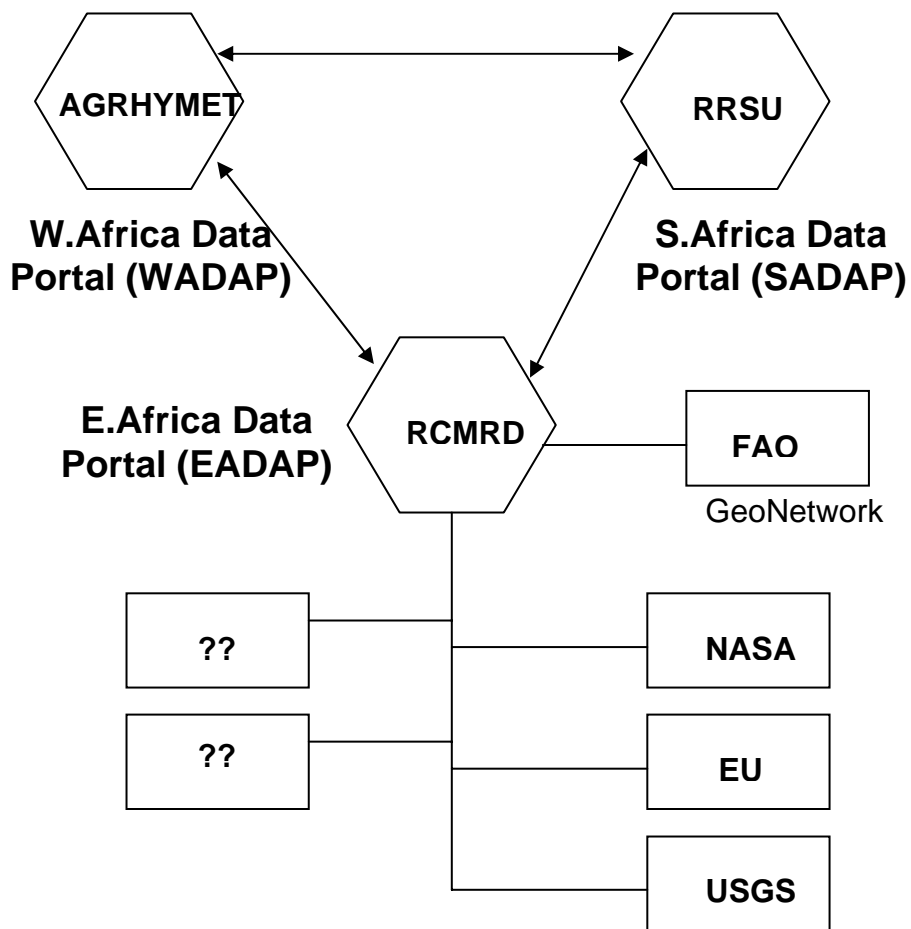 AGRHYMET
RRSU
W.Africa Data
Portal (WADAP)
S.Africa Data
Portal (SADAP)
E.Africa Data
Portal (EADAP)
RCMRD
FAO
GeoNetwork
??
NASA
??
EU
USGS